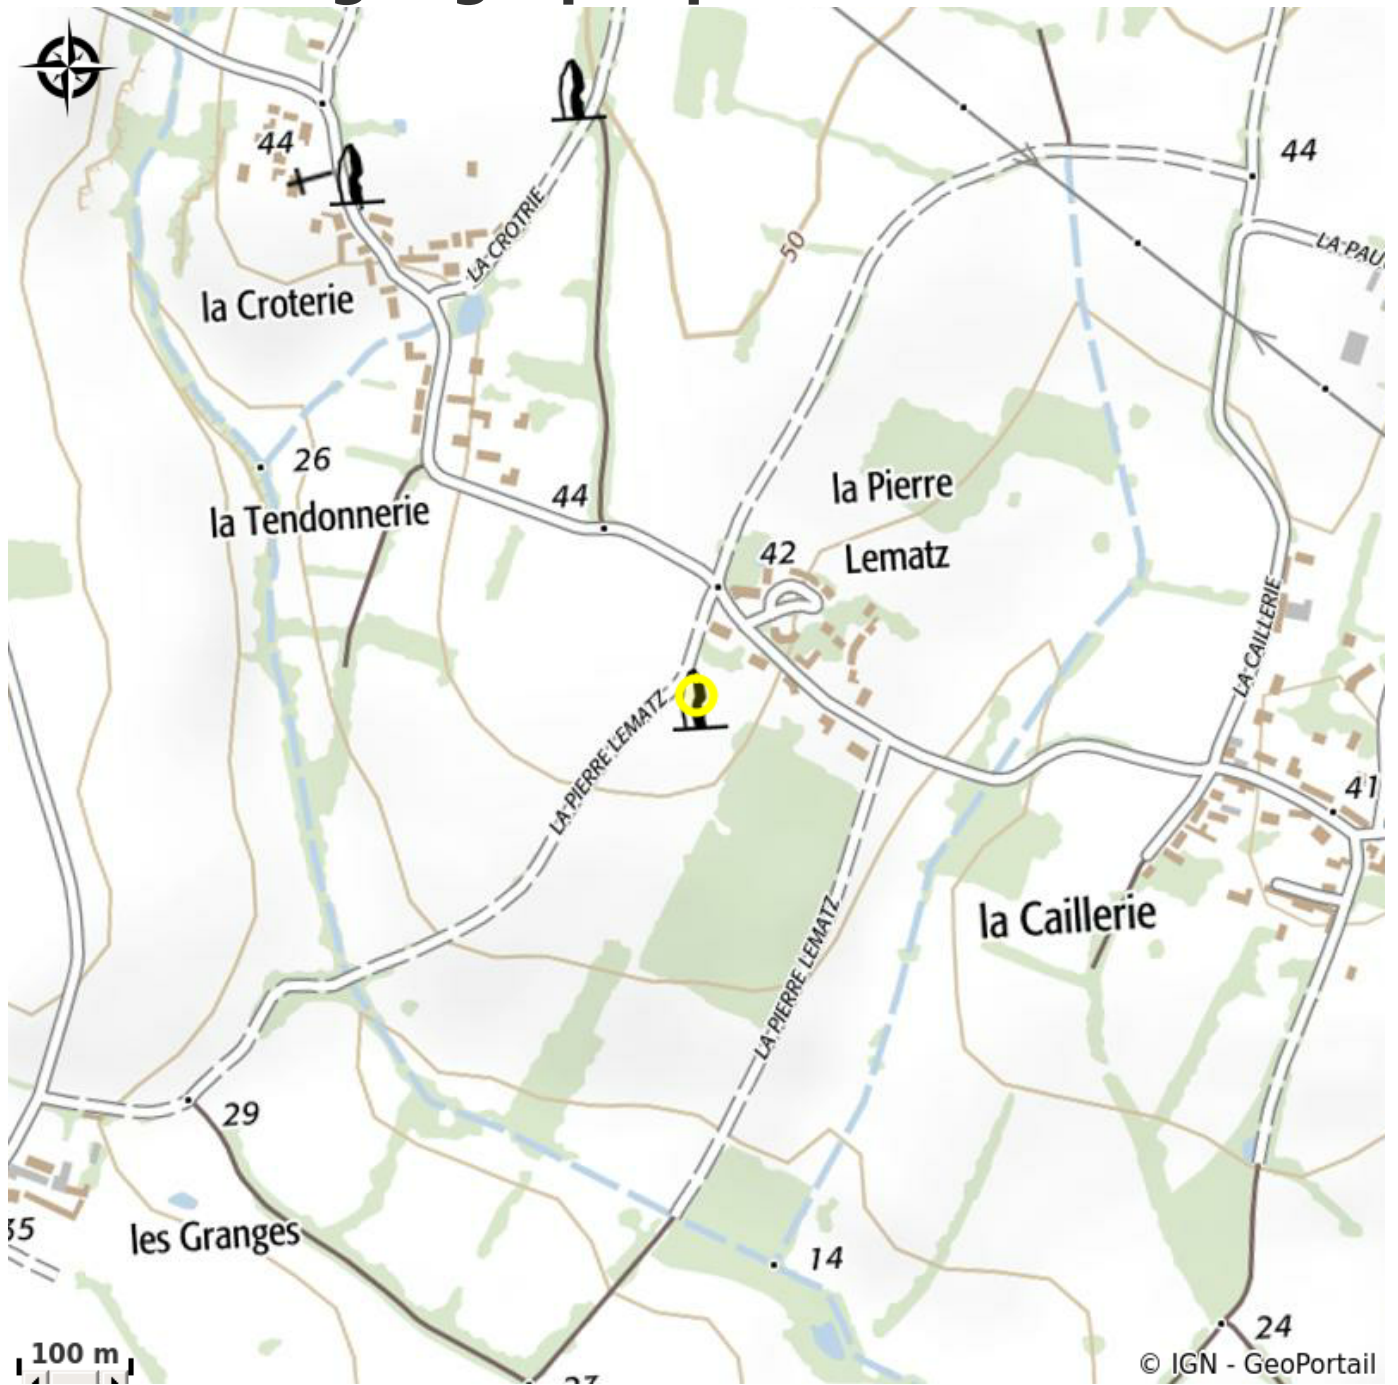 44
44
LA CROTRIE
LA PAU
50
la Croterie
26
44
la Pierre
Lematz
la Tendonnerie
42
LA CAILLERIE
LA PIERRE LEMATZ
41
la Caillerie
LA PIERRE LEMATZ
29
les Granges
35
14
24
100 m
© IGN - GeoPortail